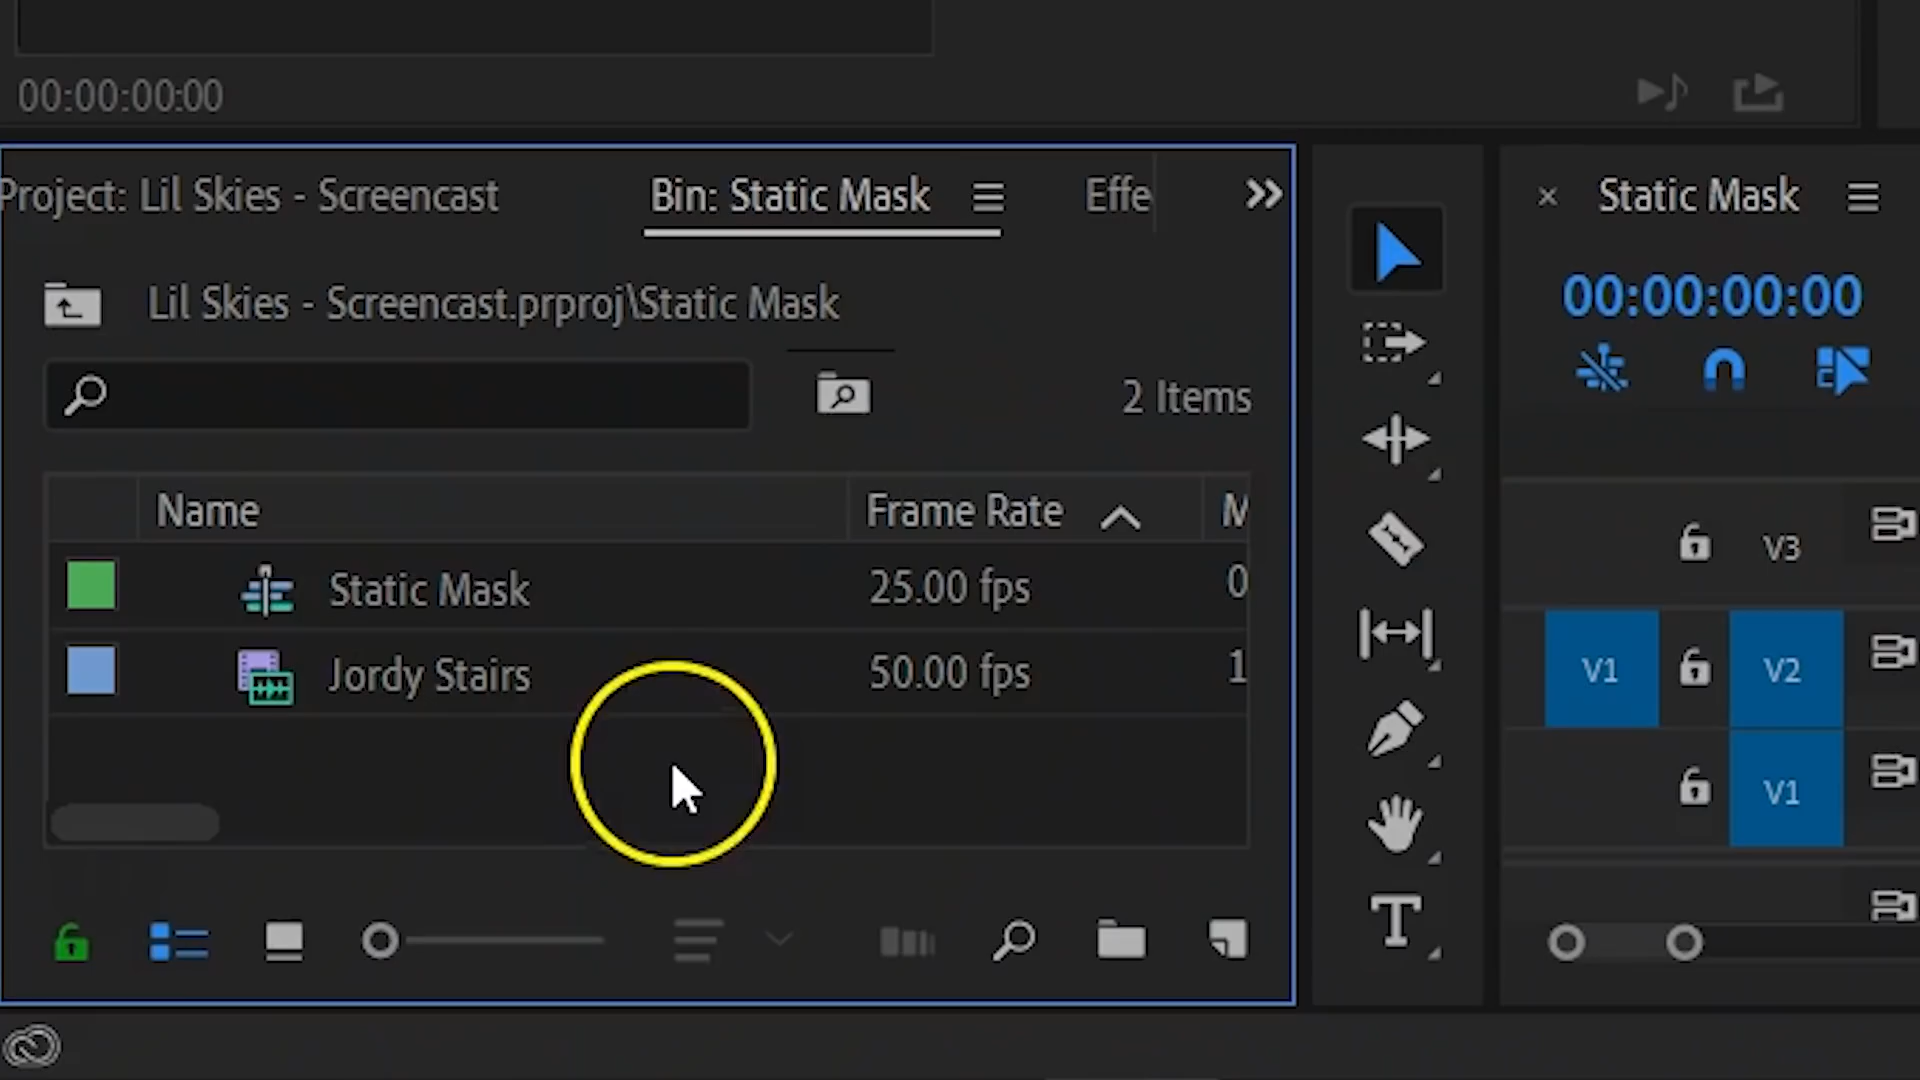 00:00:00:00
Project: Lil Skies - Screencast
Bin: Static Mask
Effe
Static Mask
00:00:00:00
Lil Skies - Screencast.prproj\Static Mask
2 Items
Name
Frame Rate
M
Static Mask
25.00 fps
0
Jordy Stairs
50.00 fps
1
V3
V1
V2
V1
T